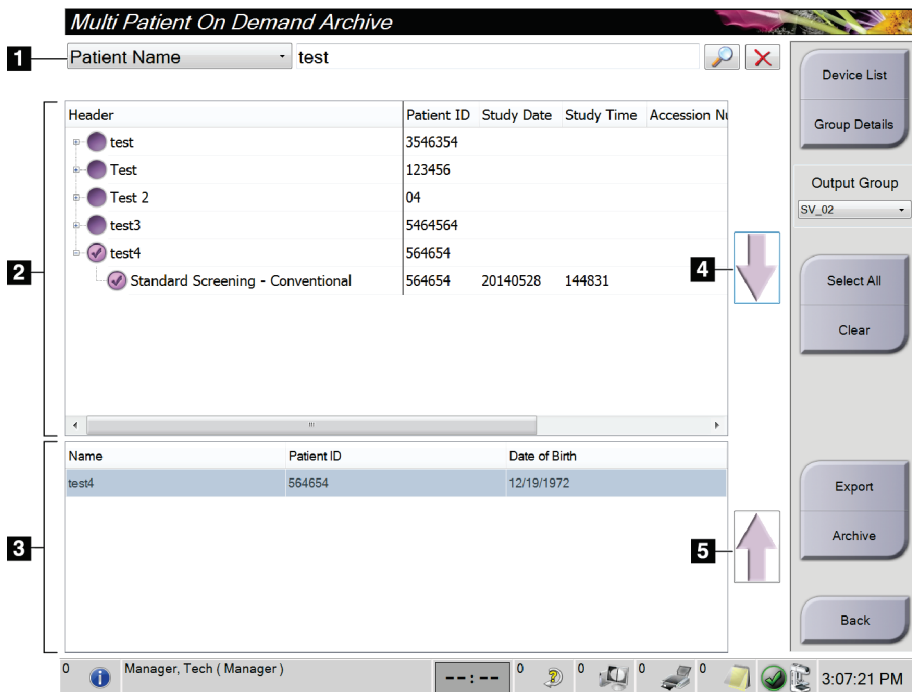 Multi Patient On Demand Archive
1
Patient Name
test
Device List
Group Details
Output Group
SV_02
Select All
Clear
Export
Archive
Back
2
Header Patient ID Study Date Study Time Accession Nu
test 3546354
Test 123456
Test 2 04
test3 5464564
test4 564654
Standard Screening - Conventional 564654 20140528 144831
4
3
Name Patient ID Date of Birth
test4 564654 12/19/1972
5
0 Manager, Tech ( Manager ) --:-- 0 0 0 0 3:07:21 PM